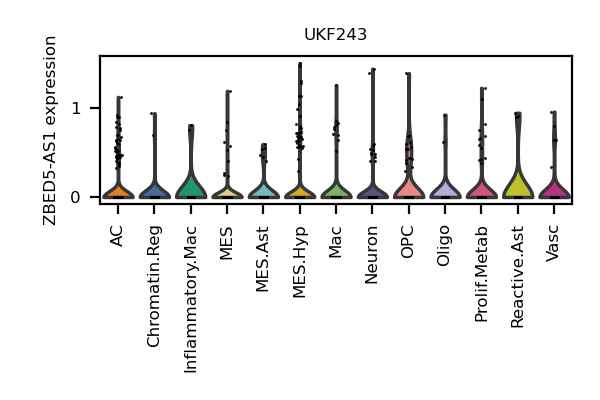 UKF243
ZBED5-AS1 expression
1
0
AC
Chromatin.Reg
Inflammatory.Mac
MES
MES.Ast
MES.Hyp
Mac
Neuron
OPC
Oligo
Prolif.Metab
Reactive.Ast
Vasc